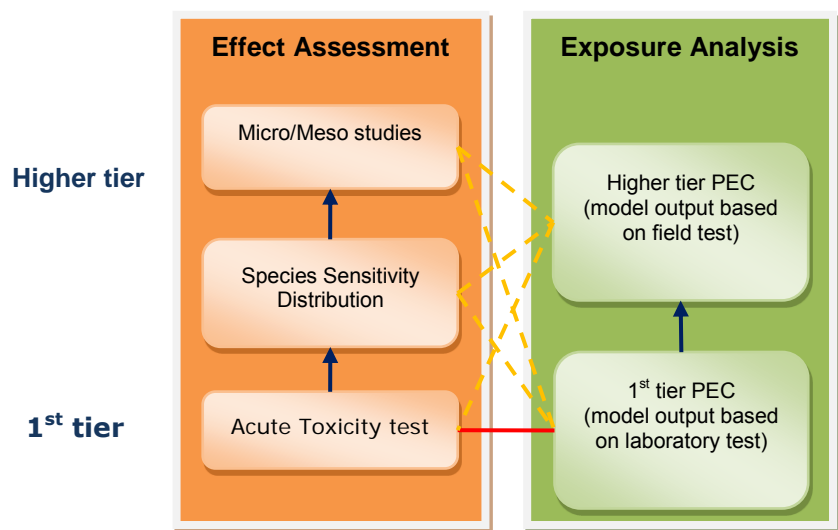 Effect Assessment
Exposure Analysis
Higher tier
Micro/Meso studies
Higher tier PEC
(model output based
on field test)
Species Sensitivity
Distribution
1st tier
Acute Toxicity test
1st tier PEC
(model output based
on laboratory test)